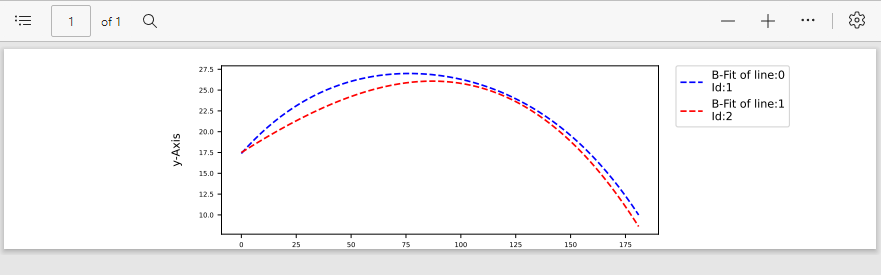 1 of 1
27.5
25.0
22.5
20.0
17.5
15.0
12.5
10.0
y-Axis
0 25 50 75 100 125 150 175
B-Fit of line:0
Id:1
B-Fit of line:1
Id:2